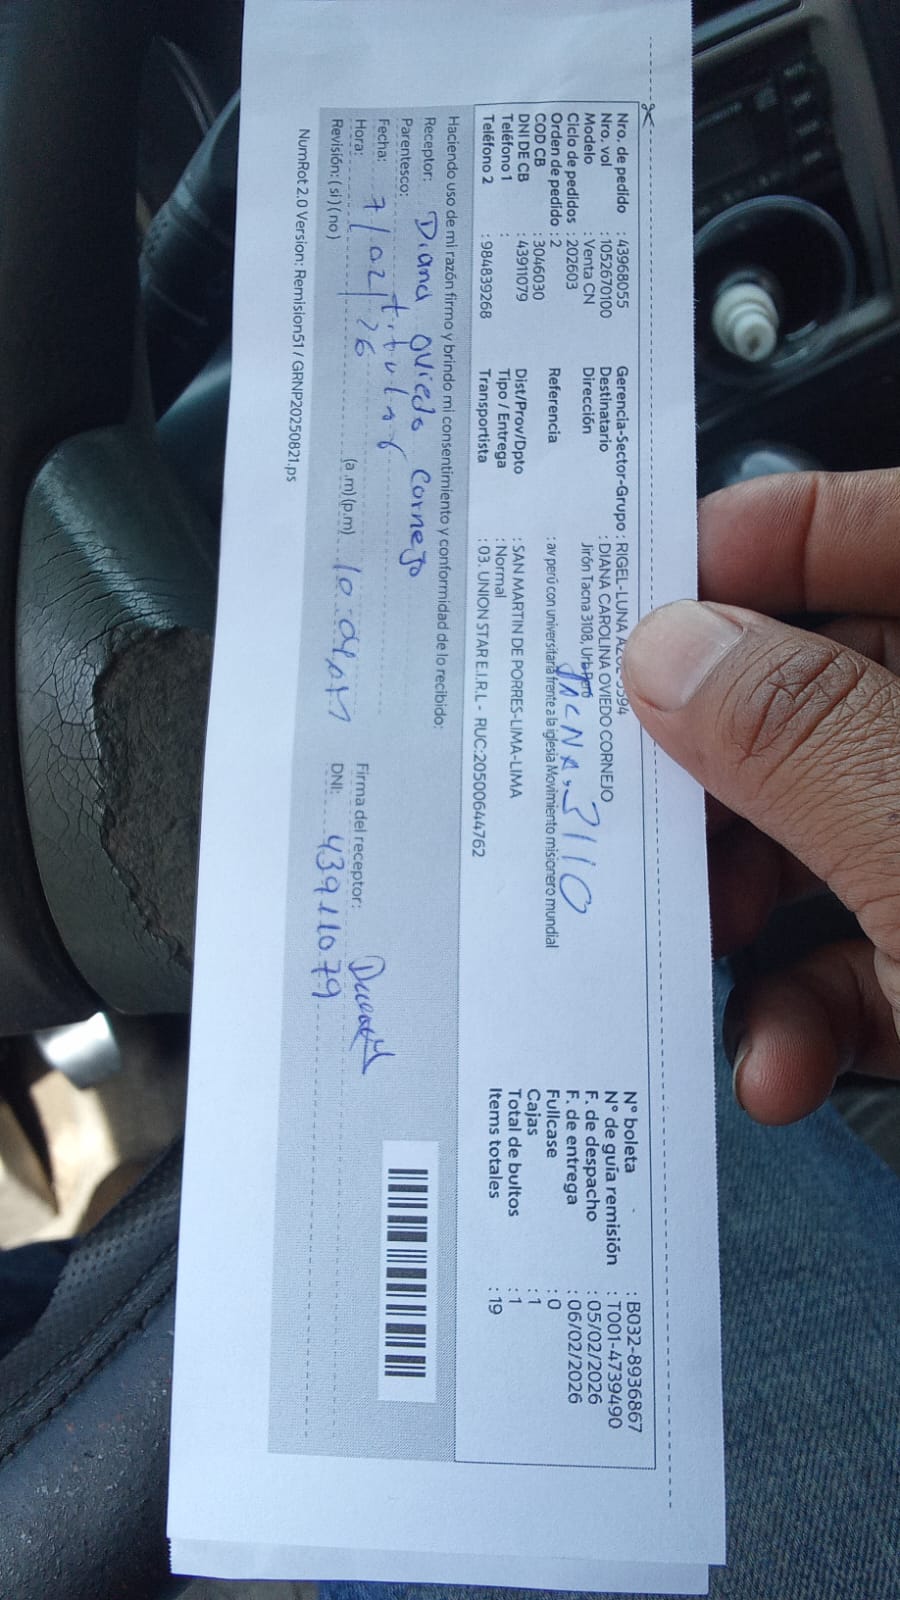 Nro. de pedido : 43968055
Nro. vol : 1052670100
Modelo : Venta CN
Ciclo de pedidos : 202603
Orden de pedido : 2
COD CB : 3046030
DNI DE CB : 43911079
Teléfono1 :
Teléfono 2 : 984839268
Gerencia-Sector-Grupo : RIGEL-LUNA
Destinatario : DIANA CAROLINA OVIEDO CORNEJO
Dirección Jirón Tacna 3108, Urb Perú
TACNA. 3110
Referencia : av perú con universitaria frente a la iglesia Movimiento misionero mundial
Dist/Prov/Dpto : SAN MARTIN DE PORRES-LIMA-LIMA
Tipo / Entrega : Normal
Transportista : 03. UNION STAR E.I.R.L - RUC:20500644762
N° boleta : B032-8936867
N° de guía remisión : T001-4739490
F. de despacho : 05/02/2026
F. de entrega : 06/02/2026
Fullcase : 0
Cajas : 1
Total de bultos : 1
Items totales : 19
Haciendo uso de mi razón firmo y brindo mi consentimiento y conformidad de lo recibido:
Receptor: Diana Oviedo Cornejo
Parentesco: titular
Fecha: 7/02/26
Hora: (a.m)(p.m)
Firma del receptor:
Revisión: (si) (no)
DNI: 43911079
NumRot 2.0 Version: Remision51 / GRNP20250821.ps